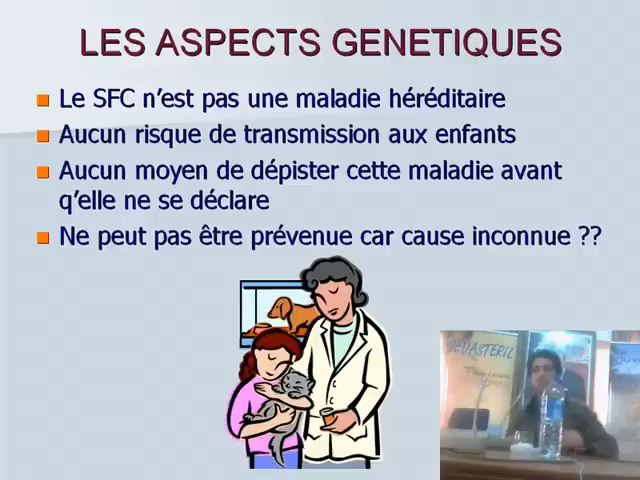 LES ASPECTS GENETIQUES
Le SFC n'est pas une maladie héréditaire
Aucun risque de transmission aux enfants
Aucun moyen de dépister cette maladie avant
q'elle ne se déclare
Ne peut pas être prévenue car cause inconnue ??
DEDASTERIL